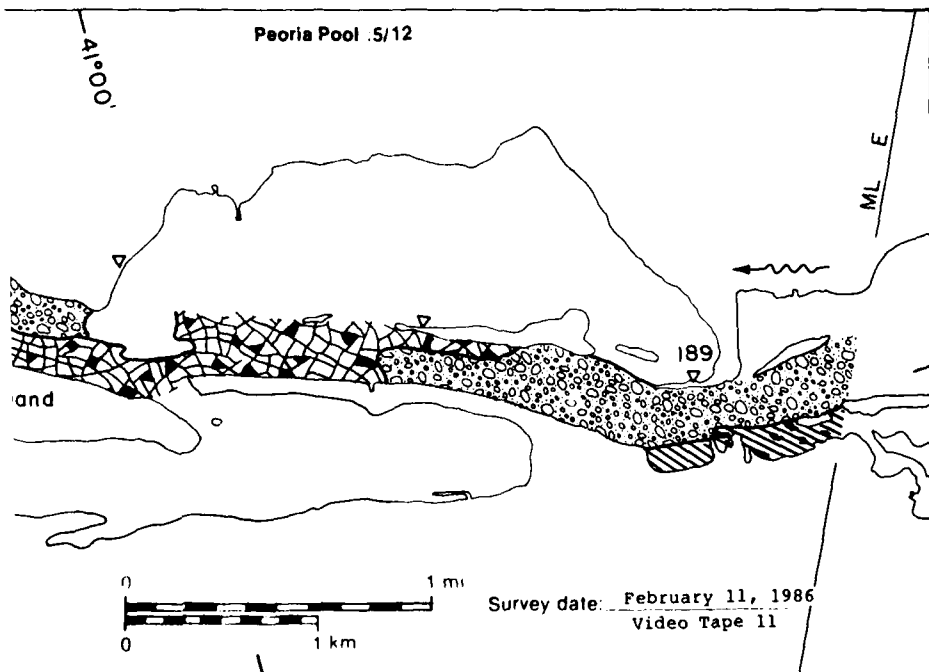 Peoria Pool 5/12
41°00'
ML E
189
and
0 1 mi
0 1 km
Survey date: February 11, 1986
Video Tape 11